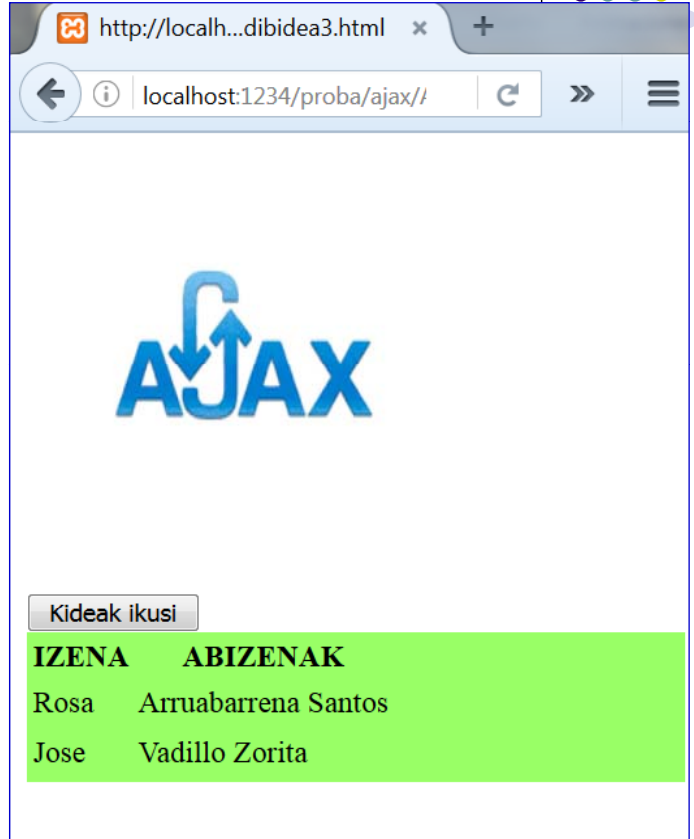 http://localh...dibidea3.html
localhost:1234/proba/ajax/
AJAX
Kideak ikusi
IZENA ABIZENAK
Rosa Arruabarrena Santos
Jose Vadillo Zorita